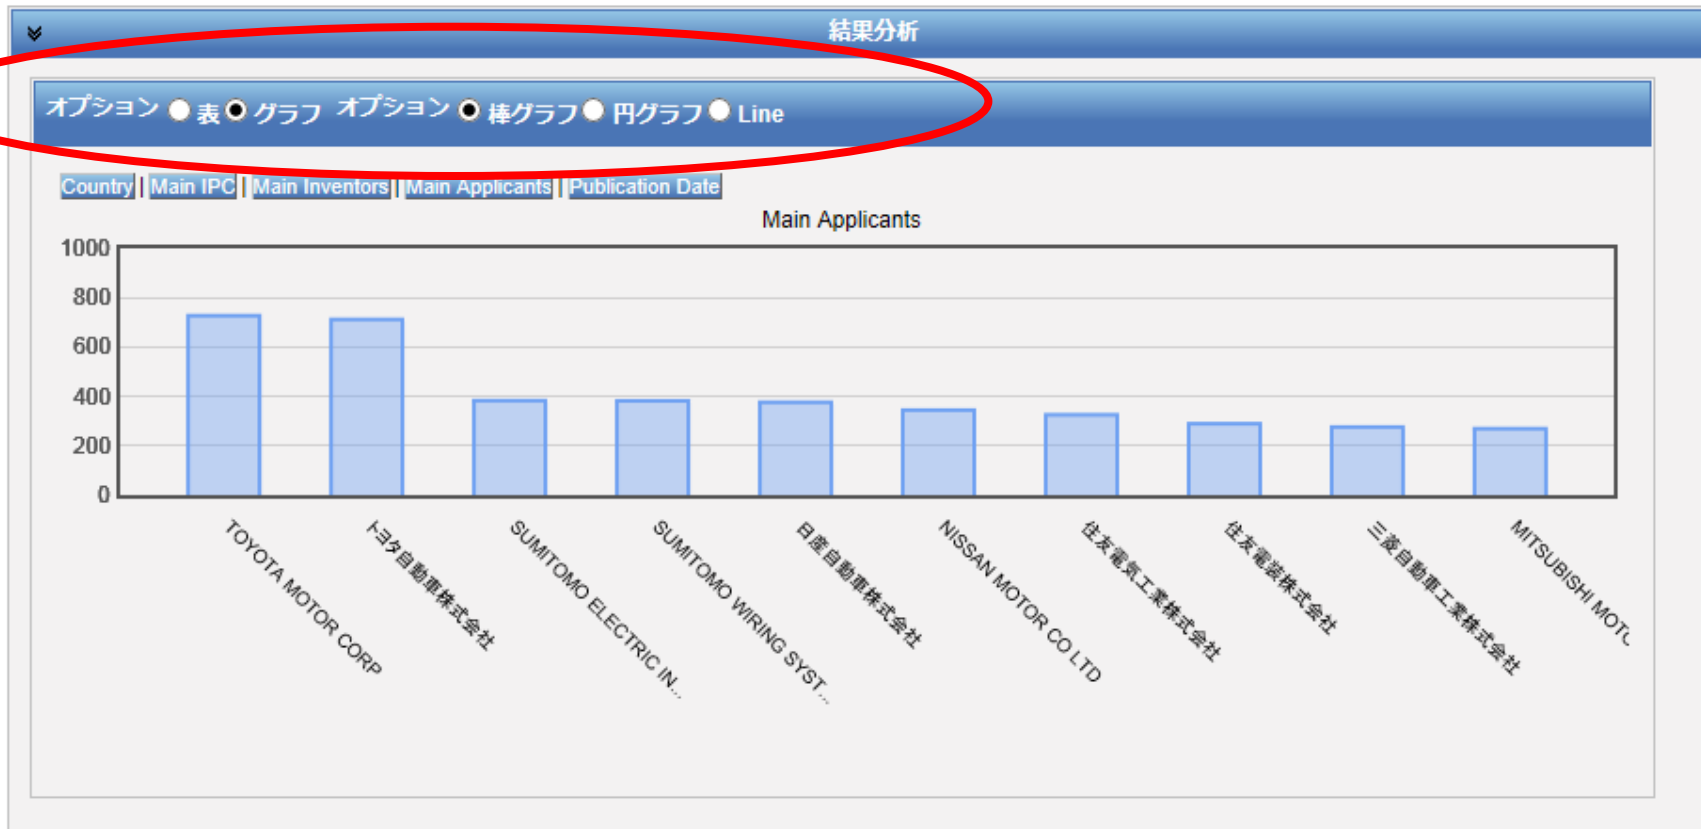 結果分析
オプション 表 グラフ オプション 棒グラフ 円グラフ Line
Country | Main IPC | Main Inventors | Main Applicants | Publication Date
Main Applicants
1000
800
600
400
200
0
TOYOTA MOTOR CORP
トヨタ自動車株式会社
SUMITOMO ELECTRIC IN...
SUMITOMO WIRING SYST...
日産自動車株式会社
NISSAN MOTOR CO LTD
住友電気工業株式会社
住友電装株式会社
三菱自動車工業株式会社
MITSUBISHI MOTO